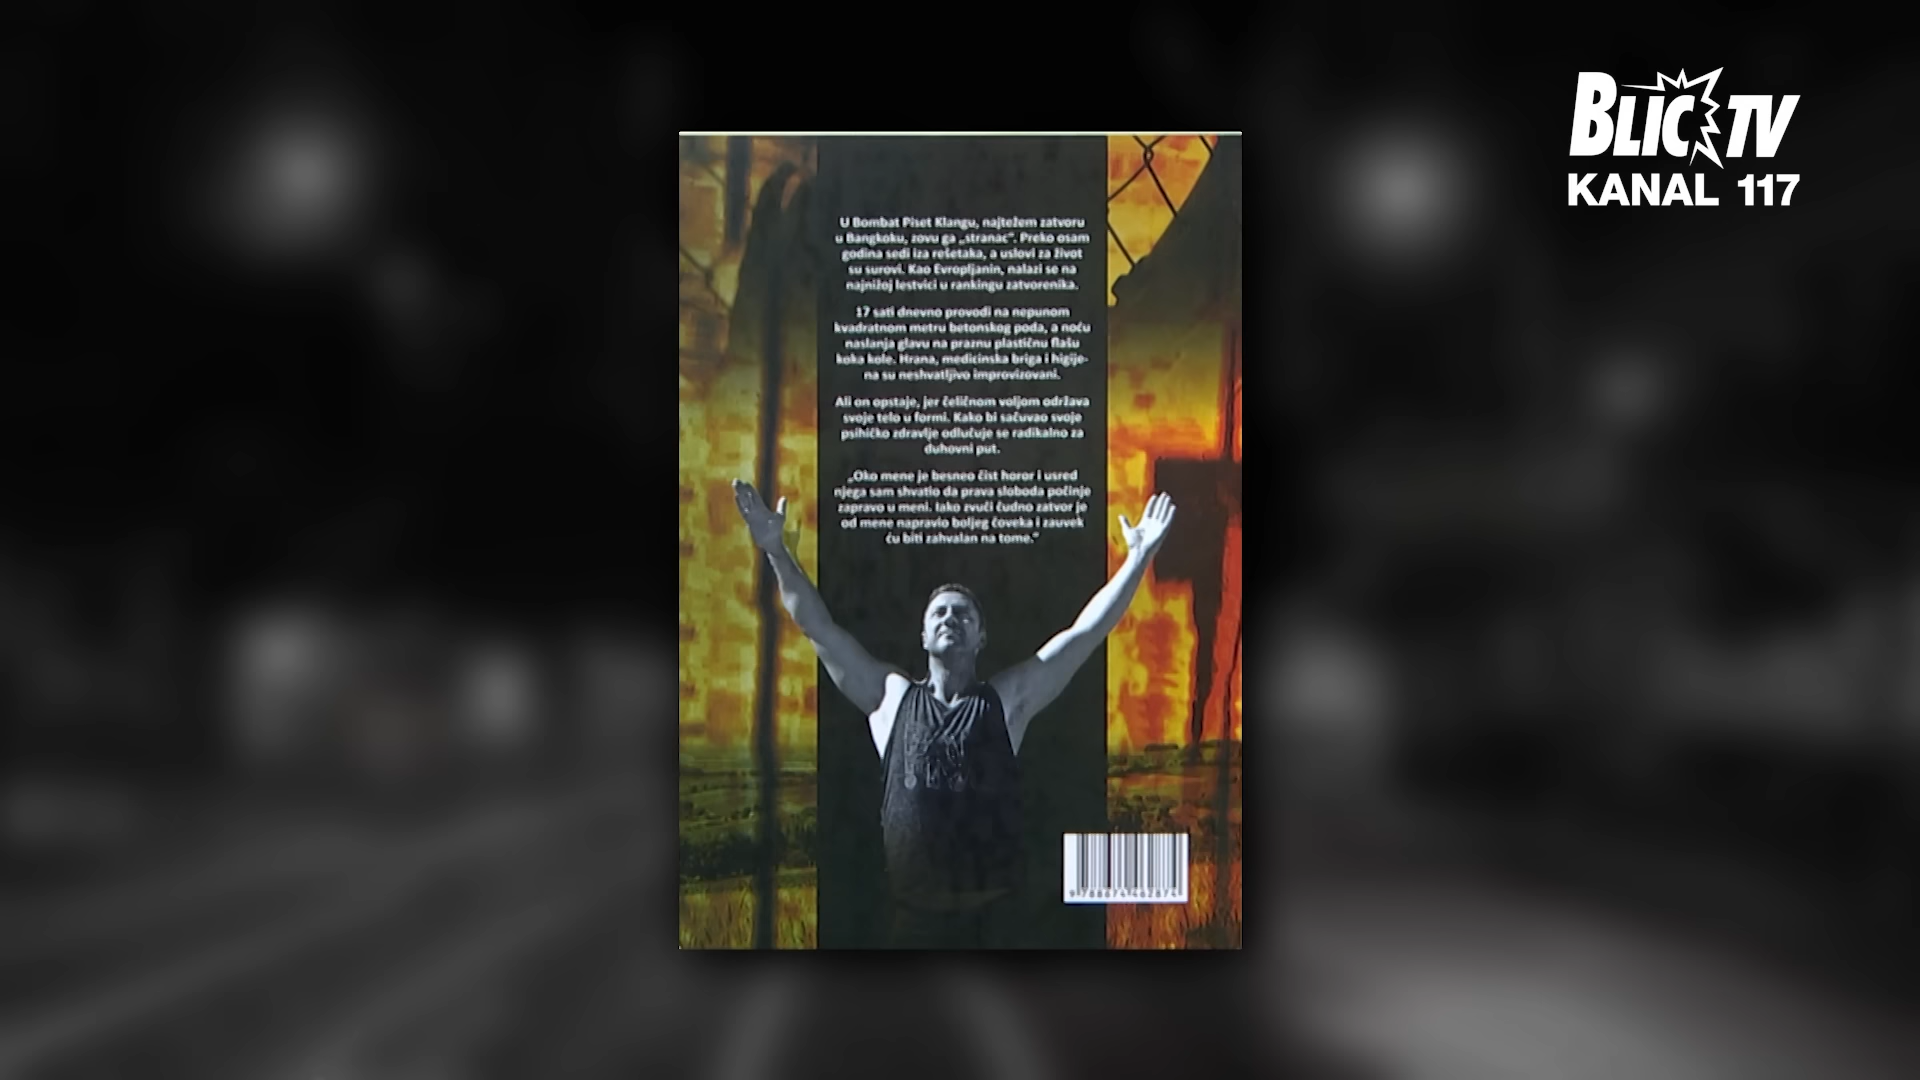 BLIC TV
KANAL 117
U Bombat Piset Klangu, najtežem zatvoru
u Bangkoku, zovu ga „stranac“. Preko osam
godina sedi iza rešetaka, a uslovi za život
su surovi. Kao Evropljanin, nalazi se na
najnižoj lestvici u rankingu zatvorenika.
17 sati dnevno provodi na nepunom
kvadratnom metru betonskog poda, a noću
naslanja glavu na praznu plastičnu flašu
koka kole. Hrana, medicinska briga i higije-
na su neshvatljivo improvizovani.
Ali on opstaje, jer čeličnom voljom održava
svoje telo u formi. Kako bi sačuvao svoje
psihičko zdravlje odlučuje se radikalno za
duhovni put.
„Oko mene je besneo čist horor i usred
njega sam shvatio da prava sloboda počinje
zapravo u meni. Iako zvuči čudno zatvor je
od mene napravio boljeg čoveka i zauvek
ću biti zahvalan na tome.“
9 788674 462874